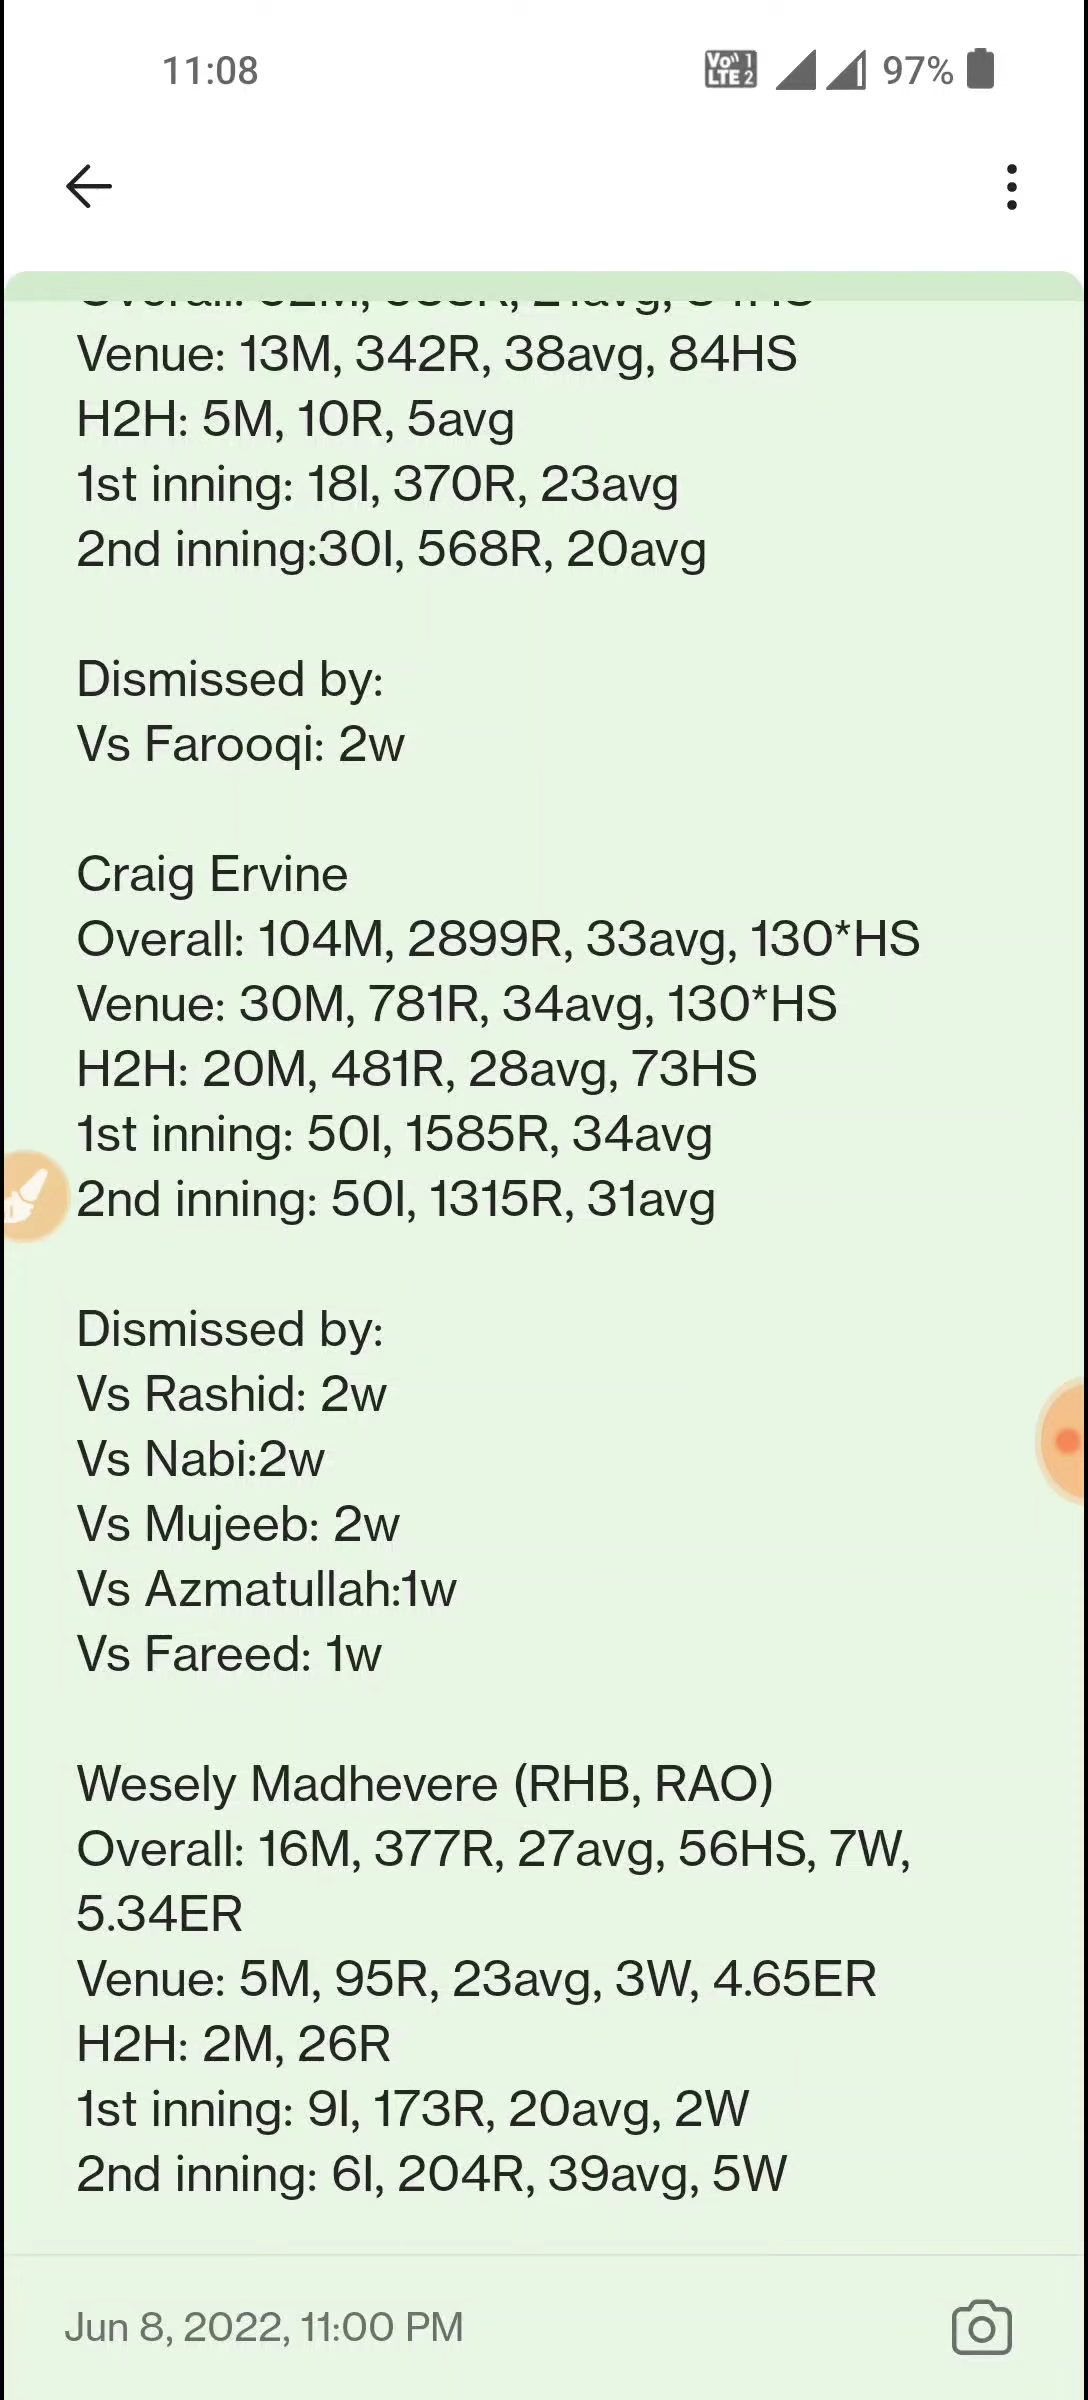 11:08
Vo)) 1
LTE 2
97%
Venue: 13M, 342R, 38avg, 84HS
H2H: 5M, 10R, 5avg
1st inning: 18I, 370R, 23avg
2nd inning:30I, 568R, 20avg
Dismissed by:
Vs Farooqi: 2w
Craig Ervine
Overall: 104M, 2899R, 33avg, 130*HS
Venue: 30M, 781R, 34avg, 130*HS
H2H: 20M, 481R, 28avg, 73HS
1st inning: 50I, 1585R, 34avg
2nd inning: 50I, 1315R, 31avg
Dismissed by:
Vs Rashid: 2w
Vs Nabi:2w
Vs Mujeeb: 2w
Vs Azmatullah:1w
Vs Fareed: 1w
Wesely Madhevere (RHB, RAO)
Overall: 16M, 377R, 27avg, 56HS, 7W,
5.34ER
Venue: 5M, 95R, 23avg, 3W, 4.65ER
H2H: 2M, 26R
1st inning: 9I, 173R, 20avg, 2W
2nd inning: 6I, 204R, 39avg, 5W
Jun 8, 2022, 11:00 PM